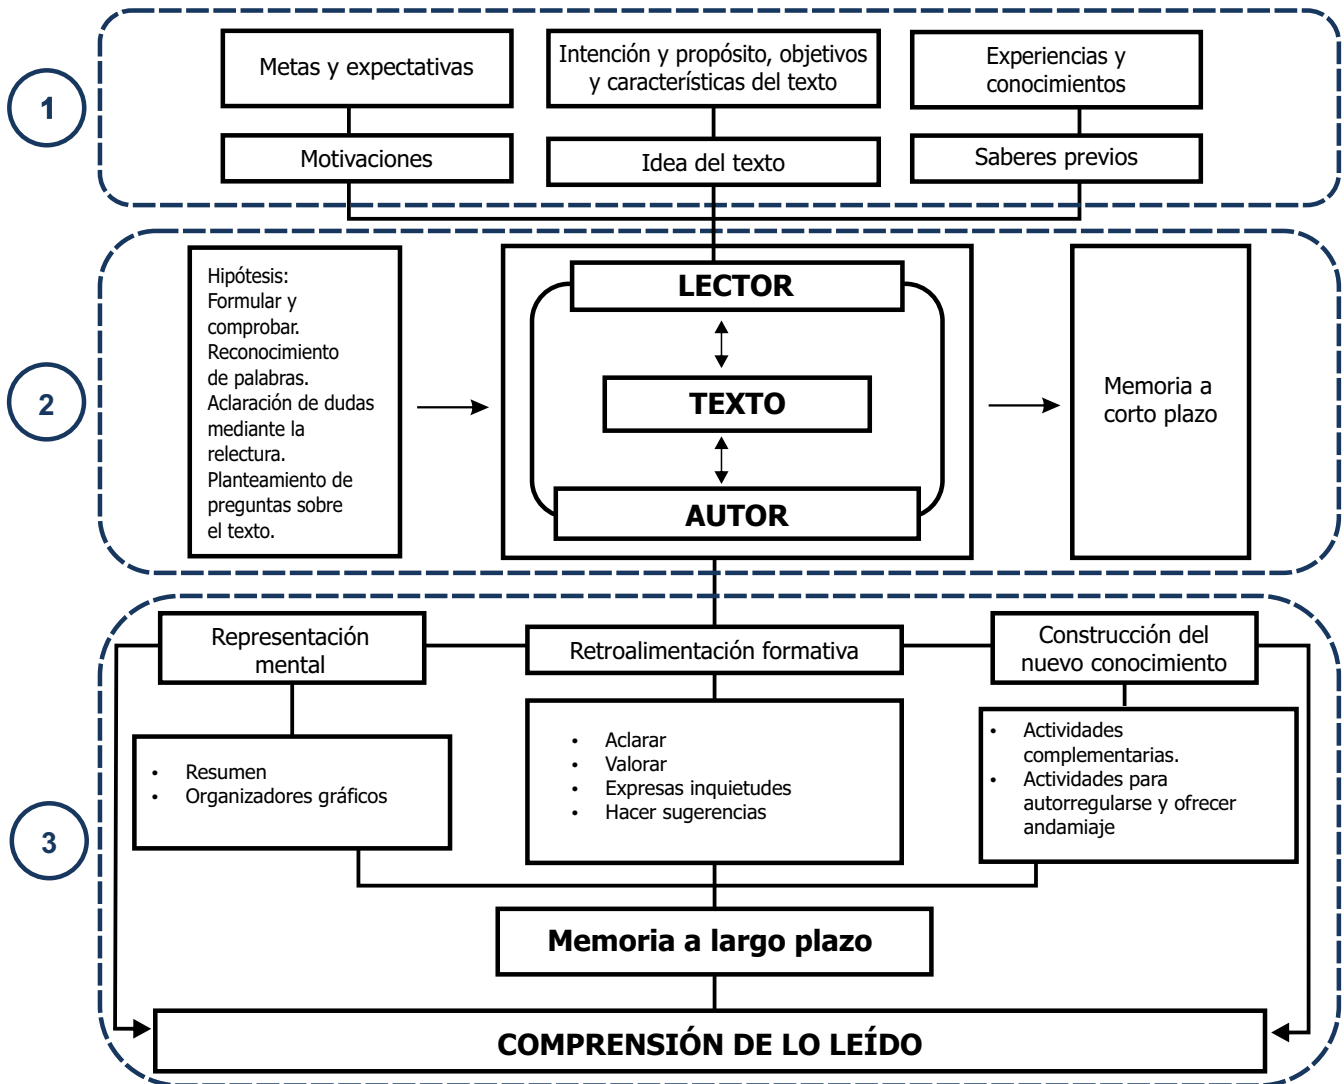 1
Metas y expectativas
Motivaciones
Intención y propósito, objetivos
y características del texto
Idea del texto
Experiencias y
conocimientos
Saberes previos
2
Hipótesis:
Formular y
comprobar.
Reconocimiento
de palabras.
Aclaración de dudas
mediante la
relectura.
Planteamiento de
preguntas sobre
el texto.
LECTOR
TEXTO
AUTOR
Memoria a
corto plazo
3
Representación
mental
• Resumen
• Organizadores gráficos
Retroalimentación formativa
• Aclarar
• Valorar
• Expresas inquietudes
• Hacer sugerencias
Construcción del
nuevo conocimiento
• Actividades
complementarias.
• Actividades para
autorregularse y ofrecer
andamiaje
Memoria a largo plazo
COMPRENSIÓN DE LO LEÍDO